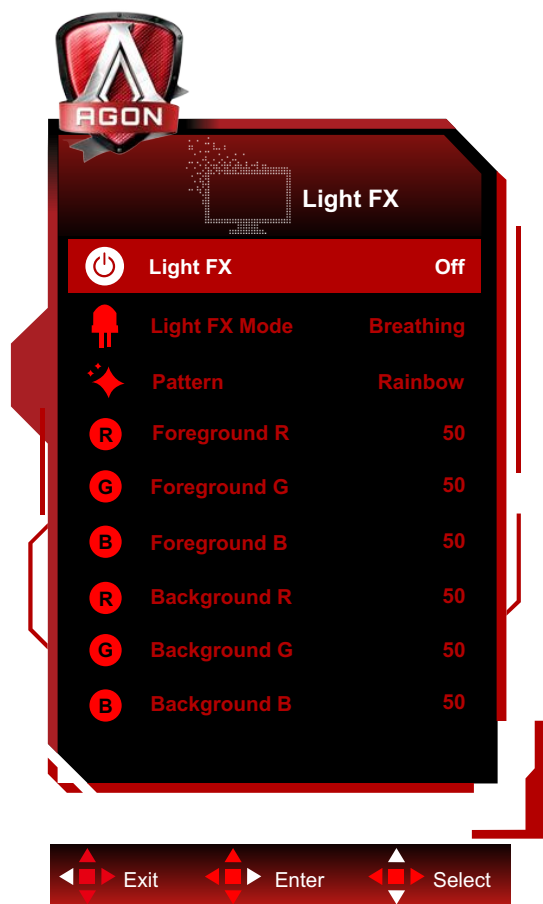 AGON
Light FX
Light FX Off
Light FX Mode Breathing
Pattern Rainbow
R Foreground R 50
G Foreground G 50
B Foreground B 50
R Background R 50
G Background G 50
B Background B 50
Exit Enter Select